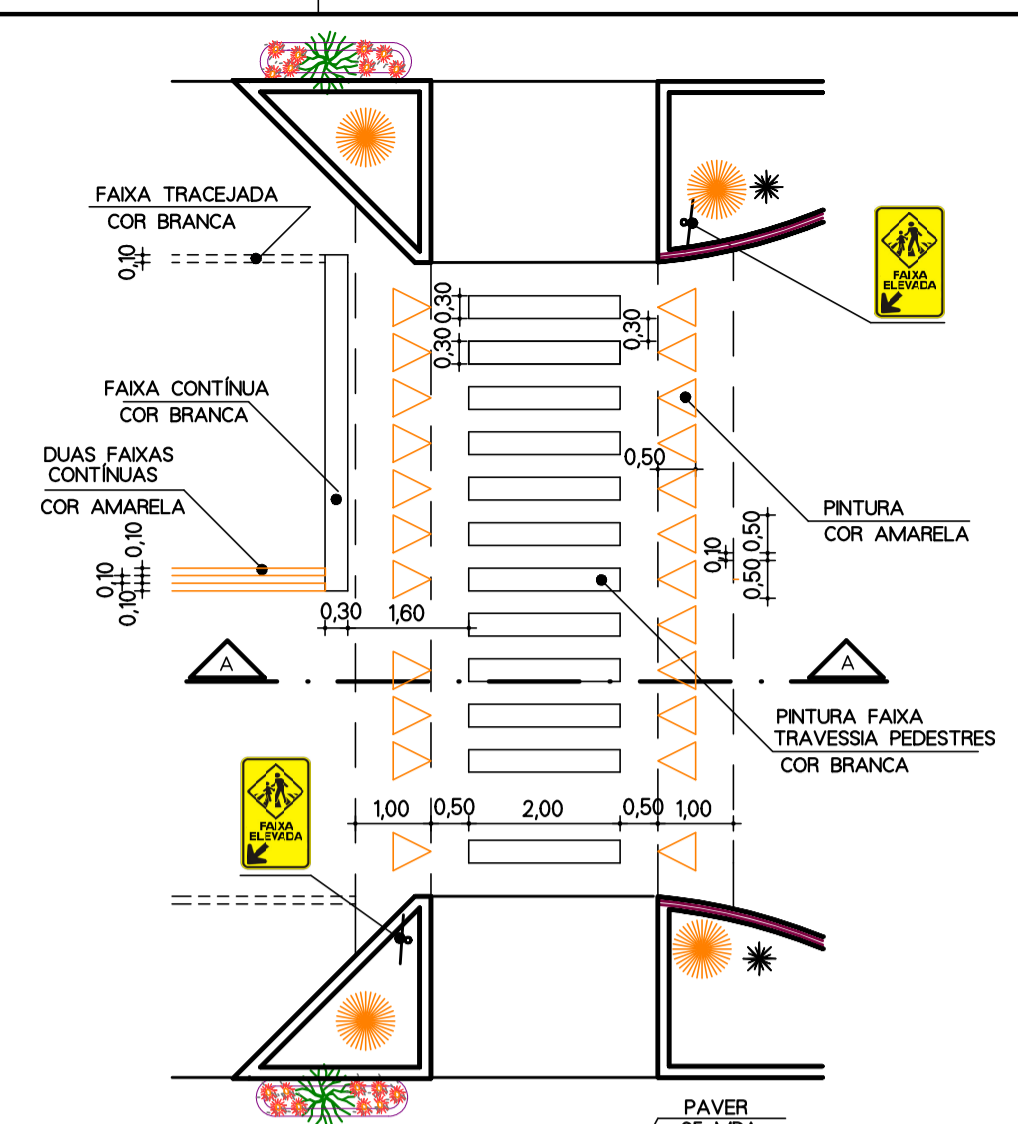 FAIXA TRACEJADA
COR BRANCA
0,10
FAIXA
ELEVADA
0,30
0,30
0,30
FAIXA CONTÍNUA
COR BRANCA
DUAS FAIXAS
CONTÍNUAS
COR AMARELA
0,50
PINTURA
COR AMARELA
0,10
0,10
0,10
0,10
0,50
0,50
0,30
1,60
A
A
PINTURA FAIXA
TRAVESSIA PEDESTRES
COR BRANCA
FAIXA
ELEVADA
1,00
0,50
2,00
0,50
1,00
PAVER